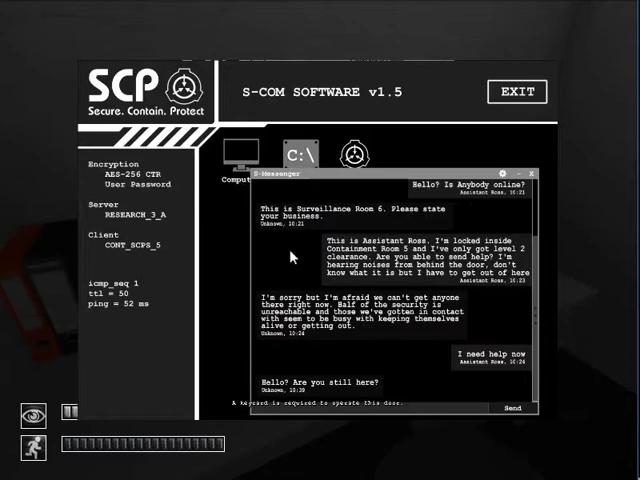 SCP
Secure. Contain. Protect
S-COM SOFTWARE v1.5
EXIT
Encryption
AES-256 CTR
User Password
Server
RESEARCH_3_A
Client
CONT_SCPS_5
icmp_seq 1
ttl = 50
ping = 52 ms
C:\
Comput
S-Messenger
- X
Hello? Is Anybody online?
Assistant Ross, 10:21
This is Surveillance Room 6. Please state
your business.
Unknown, 10:21
This is Assistant Ross. I'm locked inside
Containment Room 5 and I've only got level 2
clearance. Are you able to send help? I'm
hearing noises from behind the door, don't
know what it is but I have to get out of here
Assistant Ross, 10:23
I'm sorry but I'm afraid we can't get anyone
there right now. Half of the security is
unreachable and those we've gotten in contact
with seem to be busy with keeping themselves
alive or getting out.
Unknown, 10:24
I need help now
Assistant Ross, 10:24
Hello? Are you still here?
Unknown, 10:39
A keycard is required to operate this door.
Send